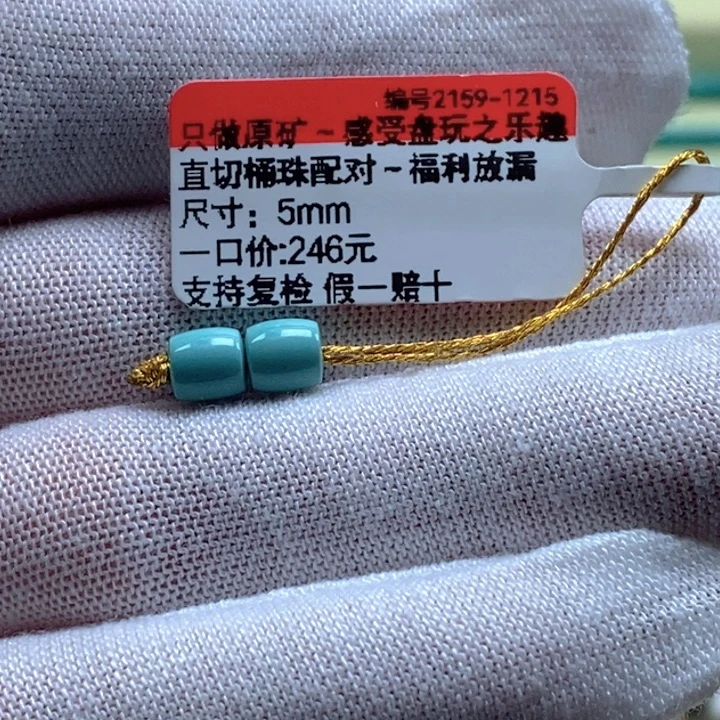 编号2159-1215
只做原矿~感受盘玩之乐趣
直切桶珠配对~福利放漏
尺寸：5mm
一口价:246元
支持复检 假一赔十